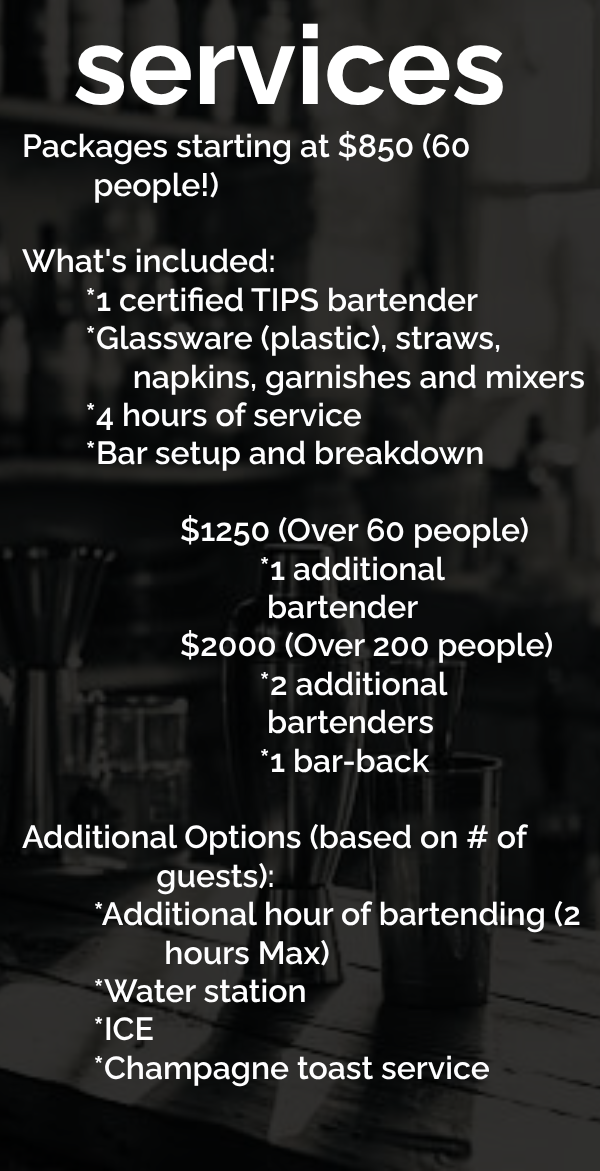 services
Packages starting at $850 (60
people!)
What's included:
*1 certified TIPS bartender
*Glassware (plastic), straws,
napkins, garnishes and mixers
*4 hours of service
*Bar setup and breakdown
$1250 (Over 60 people)
*1 additional
bartender
$2000 (Over 200 people)
*2 additional
bartenders
*1 bar-back
Additional Options (based on # of
guests):
*Additional hour of bartending (2
hours Max)
*Water station
*ICE
*Champagne toast service